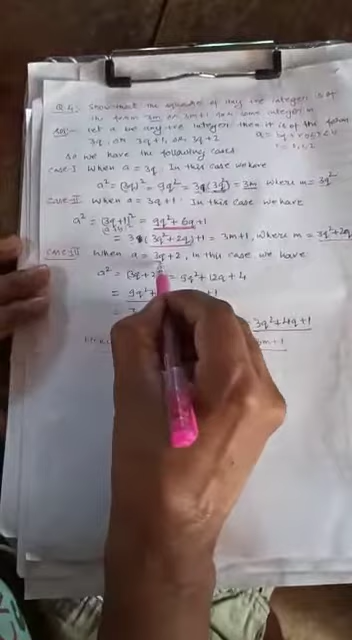 Q.4:- Show that the square of any +ve integer is of
the form 3m or 3m+1 for some integer m.
Sol:- Let a be any +ve integer then it is of the form
3q, or 3q+1, or 3q+2
So we have the following cases
Case-I When a = 3q. In this case we have
a² = (3q)² = 9q² = 3(3q²) = 3m where m = 3q²
Case-II When a = 3q+1. In this case we have
a² = (3q+1)² = 9q²+6q+1
= 3(3q²+2q)+1 = 3m+1, where m = 3q²+2q
Case-III When a = 3q+2, in this case we have
a² = (3q+2)² = 9q²+12q+4
= 9q²+ +1
3q²+4q+1
3m+1